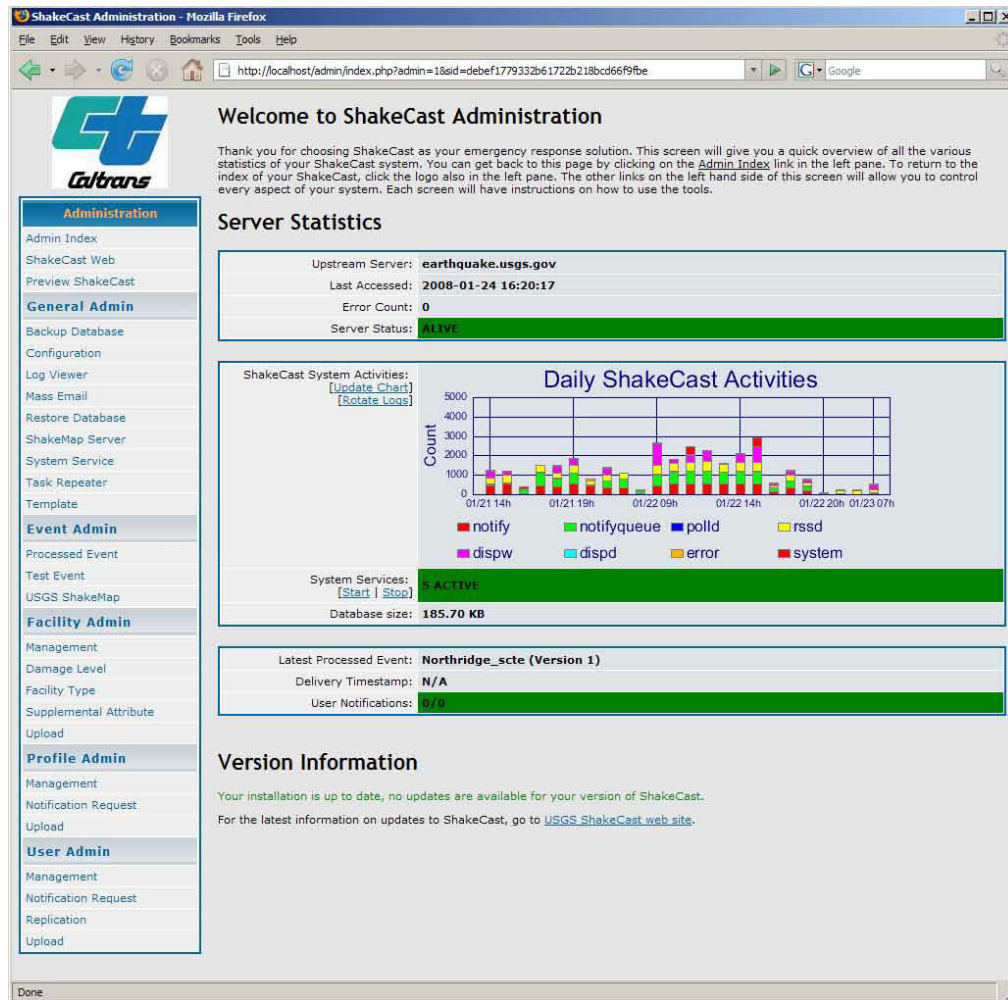 ShakeCast Administration - Mozilla Firefox
File Edit View History Bookmarks Tools Help
http://localhost/admin/index.php?admin=1&sid=debef1779332b61722b218bcd66f9fbe
Google
Caltrans
Administration
Admin Index
ShakeCast Web
Preview ShakeCast
General Admin
Backup Database
Configuration
Log Viewer
Mass Email
Restore Database
ShakeMap Server
System Service
Task Repeater
Template
Event Admin
Processed Event
Test Event
USGS ShakeMap
Facility Admin
Management
Damage Level
Facility Type
Supplemental Attribute
Upload
Profile Admin
Management
Notification Request
Upload
User Admin
Management
Notification Request
Replication
Upload
Welcome to ShakeCast Administration
Thank you for choosing ShakeCast as your emergency response solution. This screen will give you a quick overview of all the various
statistics of your ShakeCast system. You can get back to this page by clicking on the Admin Index link in the left pane. To return to the
index of your ShakeCast, click the logo also in the left pane. The other links on the left hand side of this screen will allow you to control
every aspect of your system. Each screen will have instructions on how to use the tools.
Server Statistics
Upstream Server: earthquake.usgs.gov
Last Accessed: 2008-01-24 16:20:17
Error Count: 0
Server Status: ALIVE
ShakeCast System Activities:
[Update Chart]
[Rotate Logs]
Daily ShakeCast Activities
Count
5000
4000
3000
2000
1000
0
01/21 14h 01/21 19h 01/22 09h 01/22 14h 01/22 20h 01/23 07h
notify notifyqueue polld rssd
dispw dispd error system
System Services: 5 ACTIVE
[Start | Stop]
Database size: 185.70 KB
Latest Processed Event: Northridge_scte (Version 1)
Delivery Timestamp: N/A
User Notifications: 0/0
Version Information
Your installation is up to date, no updates are available for your version of ShakeCast.
For the latest information on updates to ShakeCast, go to USGS ShakeCast web site.
Done